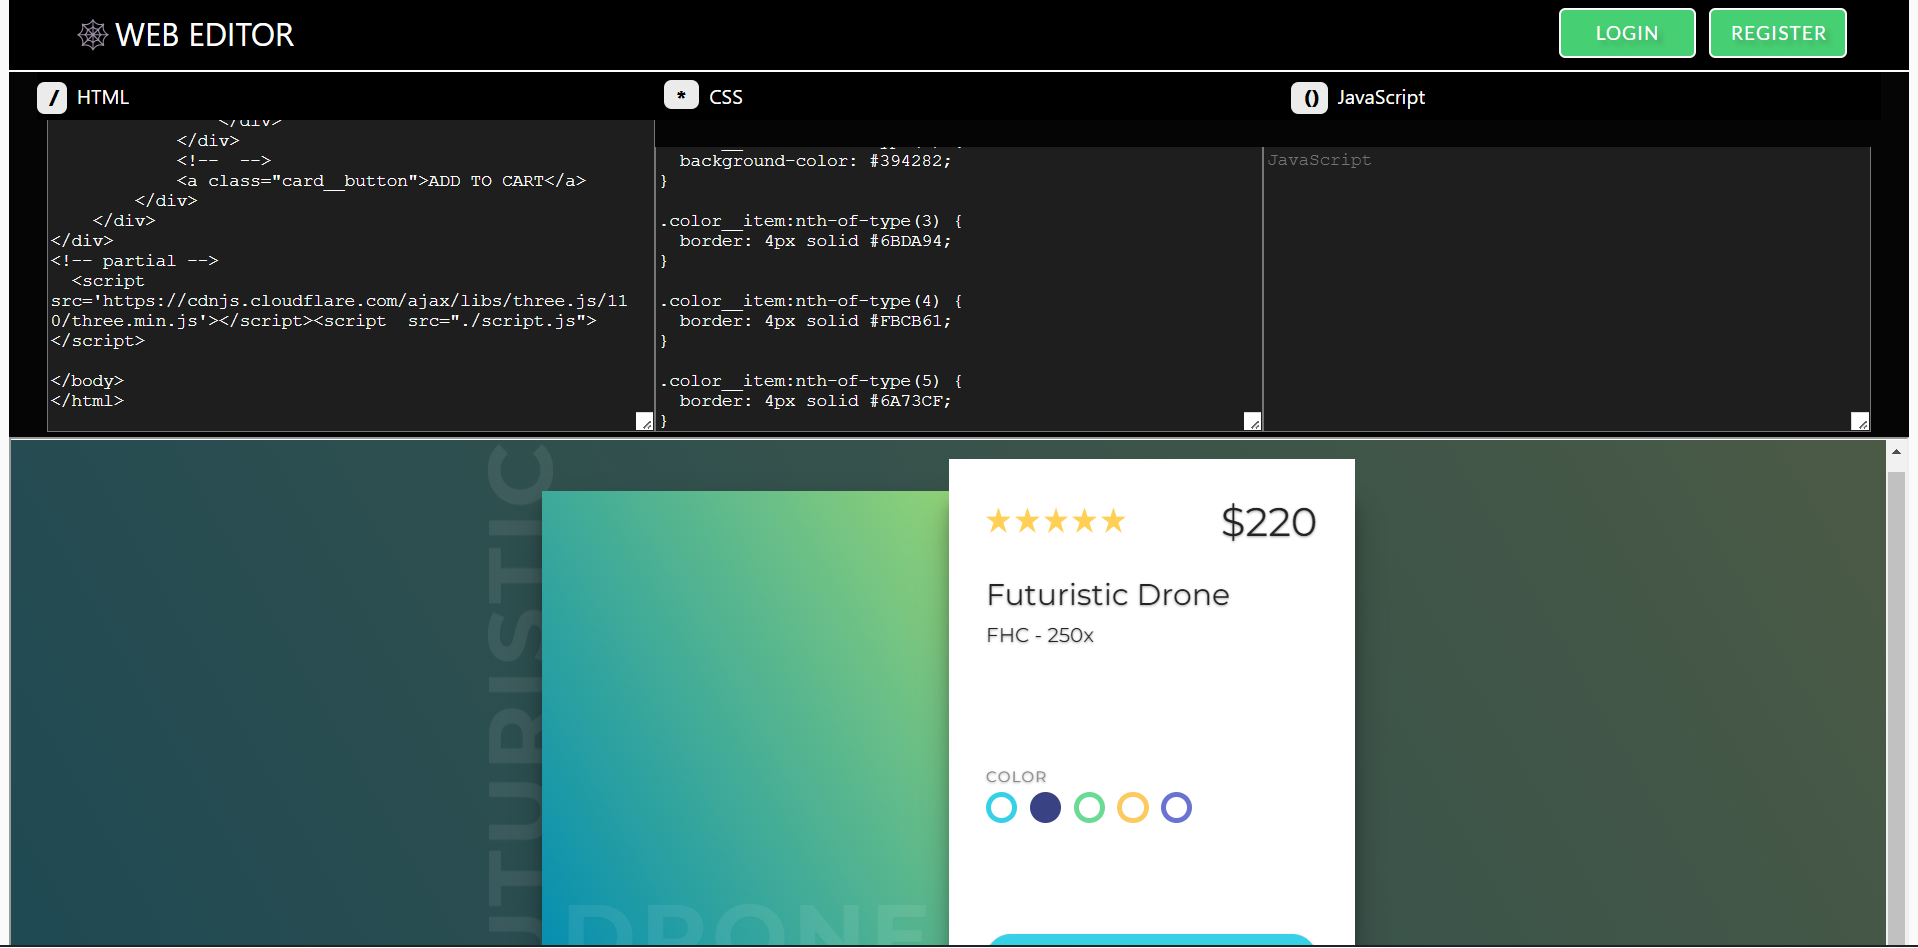 WEB EDITOR
LOGIN
REGISTER
/ HTML
* CSS
() JavaScript
</div>
</div>
<!--  -->
<a class="card__button">ADD TO CART</a>
</div>
</div>
</div>
<!-- partial -->
<script
src='https://cdnjs.cloudflare.com/ajax/libs/three.js/11
0/three.min.js'></script><script  src="./script.js">
</script>
</body>
</html>
background-color: #394282;
}
.color__item:nth-of-type(3) {
border: 4px solid #6BDA94;
}
.color__item:nth-of-type(4) {
border: 4px solid #FBCB61;
}
.color__item:nth-of-type(5) {
border: 4px solid #6A73CF;
}
JavaScript
UTURISTIC
DRONE
★★★★★
$220
Futuristic Drone
FHC - 250x
COLOR